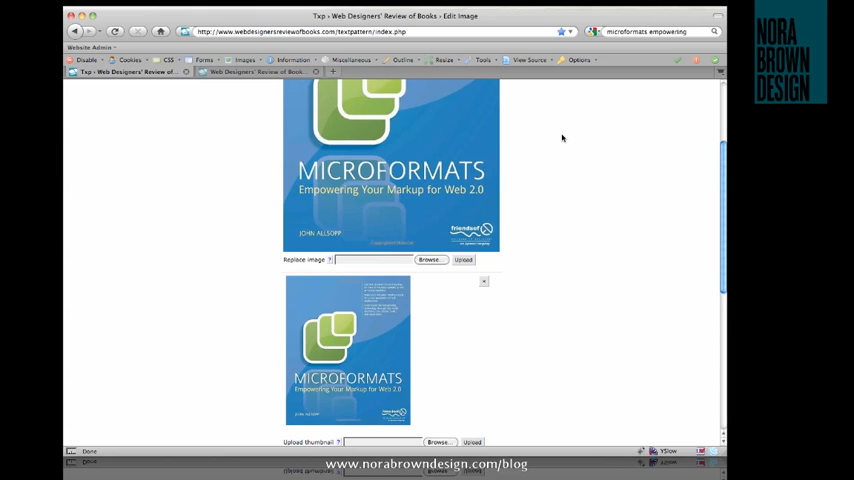 Txp › Web Designers' Review of Books › Edit Image
http://www.webdesignersreviewofbooks.com/textpattern/index.php
microformats empowering
Website Admin
Disable Cookies CSS Forms Images Information Miscellaneous Outline Resize Tools View Source Options
Txp › Web Designers' Review of...
Web Designers' Review of Book...
NORA
BROWN
DESIGN
MICROFORMATS
Empowering Your Markup for Web 2.0
JOHN ALLSOPP
friendsof
Replace image ? Browse... Upload
MICROFORMATS
Empowering Your Markup for Web 2.0
JOHN ALLSOPP
Upload thumbnail ? Browse... Upload
Done YSlow
www.norabrowndesign.com/blog